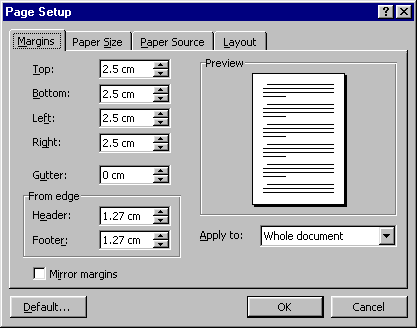 Page Setup
Margins Paper Size Paper Source Layout
Top: 2.5 cm
Bottom: 2.5 cm
Left: 2.5 cm
Right: 2.5 cm
Gutter: 0 cm
From edge
Header: 1.27 cm
Footer: 1.27 cm
Mirror margins
Preview
Apply to: Whole document
Default... OK Cancel